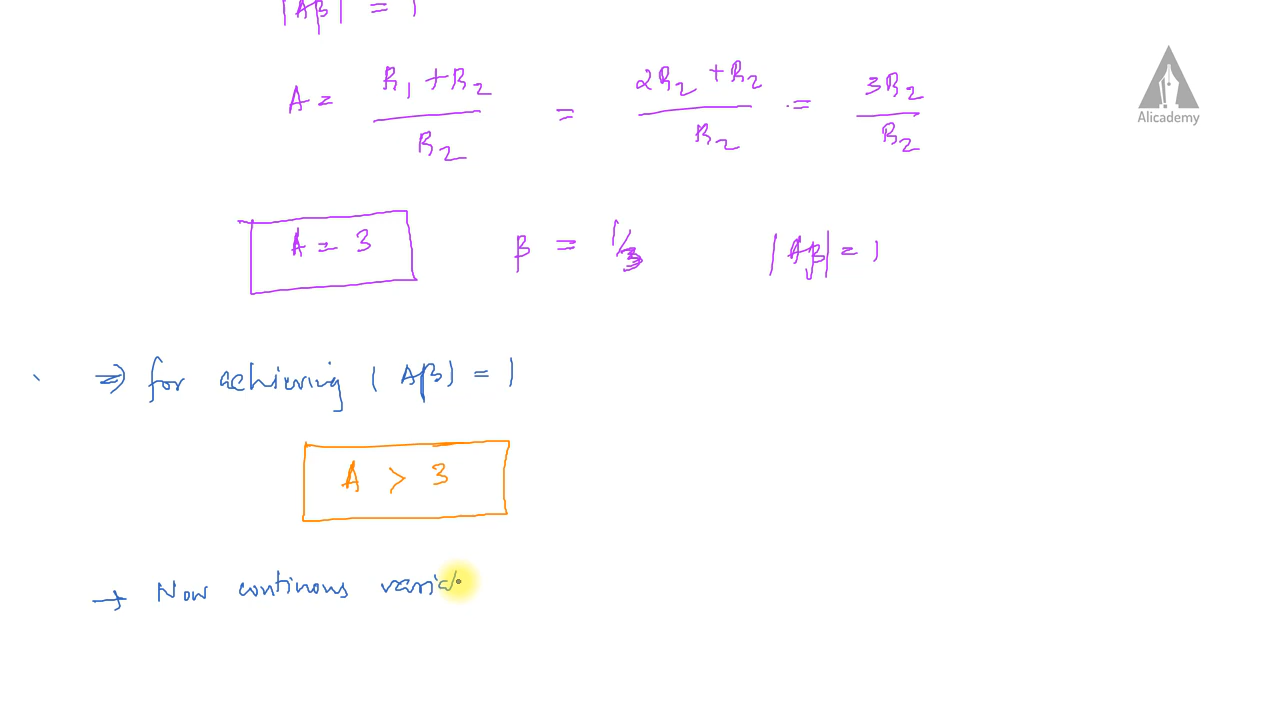 |Aβ| = 1
A = R₁ + R₂ / R₂ = 2R₂ + R₂ / R₂ = 3R₂ / R₂
Alicademy
A = 3 β = 1/3 |Aβ| = 1
⇒ for achieving |Aβ| = 1
A > 3
→ Now continous variab